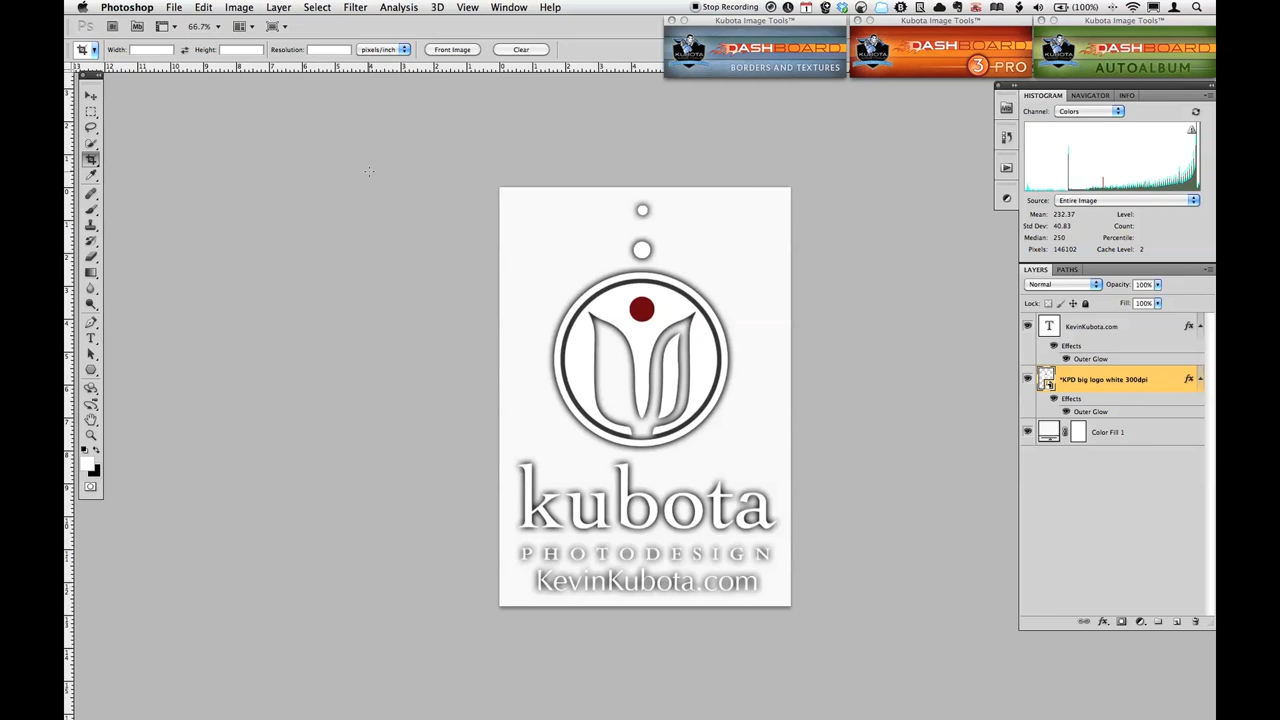 Photoshop File Edit Image Layer Select Filter Analysis 3D View Window Help
Stop Recording
(100%)
Ps Br Mb 66.7%
Kubota Image Tools™ Kubota Image Tools™ Kubota Image Tools™
Width: Height: Resolution: pixels/inch Front Image Clear
DASHBOARD BORDERS AND TEXTURES
DASHBOARD 3 PRO
DASHBOARD AUTOALBUM
HISTOGRAM NAVIGATOR INFO
Channel: Colors
Source: Entire Image
Mean: 232.37 Level:
Std Dev: 40.83 Count:
Median: 250 Percentile:
Pixels: 146102 Cache Level: 2
LAYERS PATHS
Normal Opacity: 100%
Lock: Fill: 100%
T KevinKubota.com fx
Effects
Outer Glow
*KPD big logo white 300dpi fx
Effects
Outer Glow
Color Fill 1
kubota
PHOTODESIGN
KevinKubota.com